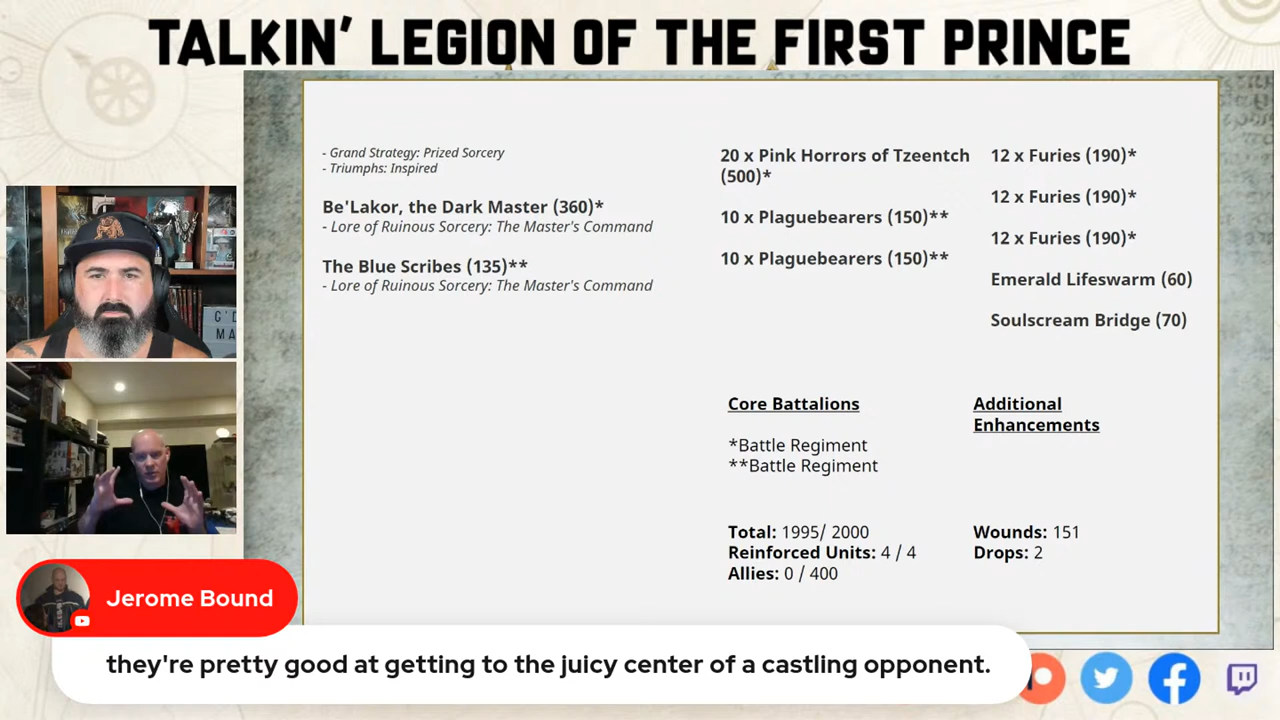 TALKIN' LEGION OF THE FIRST PRINCE
- Grand Strategy: Prized Sorcery
- Triumphs: Inspired
Be'Lakor, the Dark Master (360)*
- Lore of Ruinous Sorcery: The Master's Command
The Blue Scribes (135)**
- Lore of Ruinous Sorcery: The Master's Command
20 x Pink Horrors of Tzeentch
(500)*
10 x Plaguebearers (150)**
10 x Plaguebearers (150)**
12 x Furies (190)*
12 x Furies (190)*
12 x Furies (190)*
Emerald Lifeswarm (60)
Soulscream Bridge (70)
Core Battalions
*Battle Regiment
**Battle Regiment
Additional
Enhancements
Total: 1995/ 2000
Reinforced Units: 4 / 4
Allies: 0 / 400
Wounds: 151
Drops: 2
G'D
MA
Jerome Bound
they're pretty good at getting to the juicy center of a castling opponent.